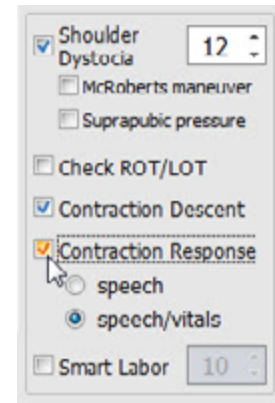 Shoulder
Dystocia 12
McRoberts maneuver
Suprapubic pressure
Check ROT/LOT
Contraction Descent
Contraction Response
speech
speech/vitals
Smart Labor 10